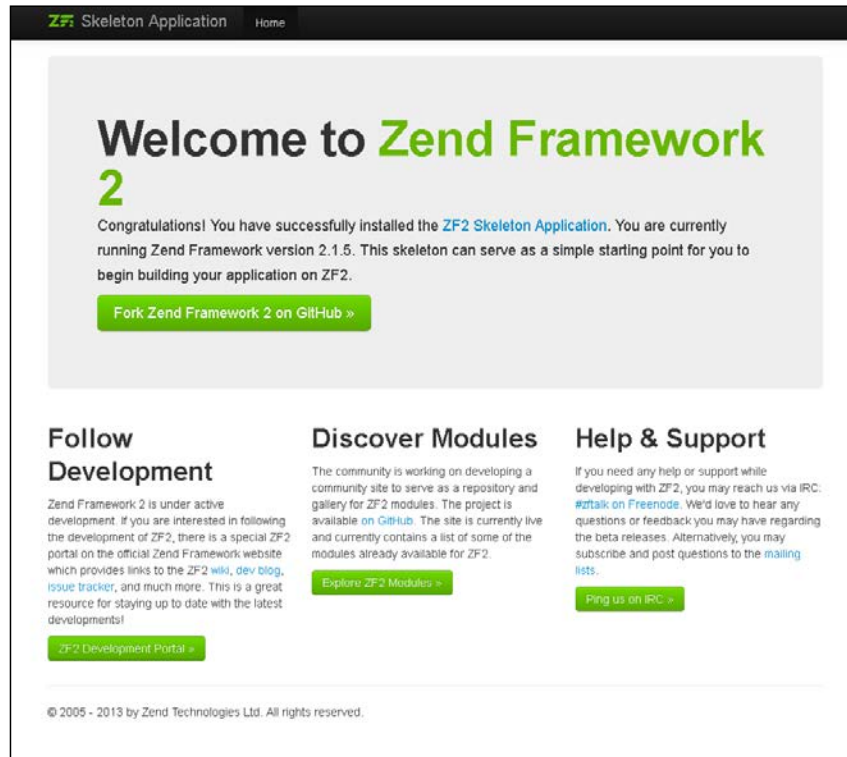 ZF2 Skeleton Application Home
Welcome to Zend Framework
2
Congratulations! You have successfully installed the ZF2 Skeleton Application. You are currently
running Zend Framework version 2.1.5. This skeleton can serve as a simple starting point for you to
begin building your application on ZF2.
Fork Zend Framework 2 on GitHub »
Follow
Development
Zend Framework 2 is under active
development. If you are interested in following
the development of ZF2, there is a special ZF2
portal on the official Zend Framework website
which provides links to the ZF2 wiki, dev blog,
issue tracker, and much more. This is a great
resource for staying up to date with the latest
developments!
ZF2 Development Portal »
Discover Modules
The community is working on developing a
community site to serve as a repository and
gallery for ZF2 modules. The project is
available on GitHub. The site is currently live
and currently contains a list of some of the
modules already available for ZF2.
Explore ZF2 Modules »
Help & Support
If you need any help or support while
developing with ZF2, you may reach us via IRC:
#zftalk on Freenode. We'd love to hear any
questions or feedback you may have regarding
the beta releases. Alternatively, you may
subscribe and post questions to the mailing
lists.
Ping us on IRC »
© 2005 - 2013 by Zend Technologies Ltd. All rights reserved.